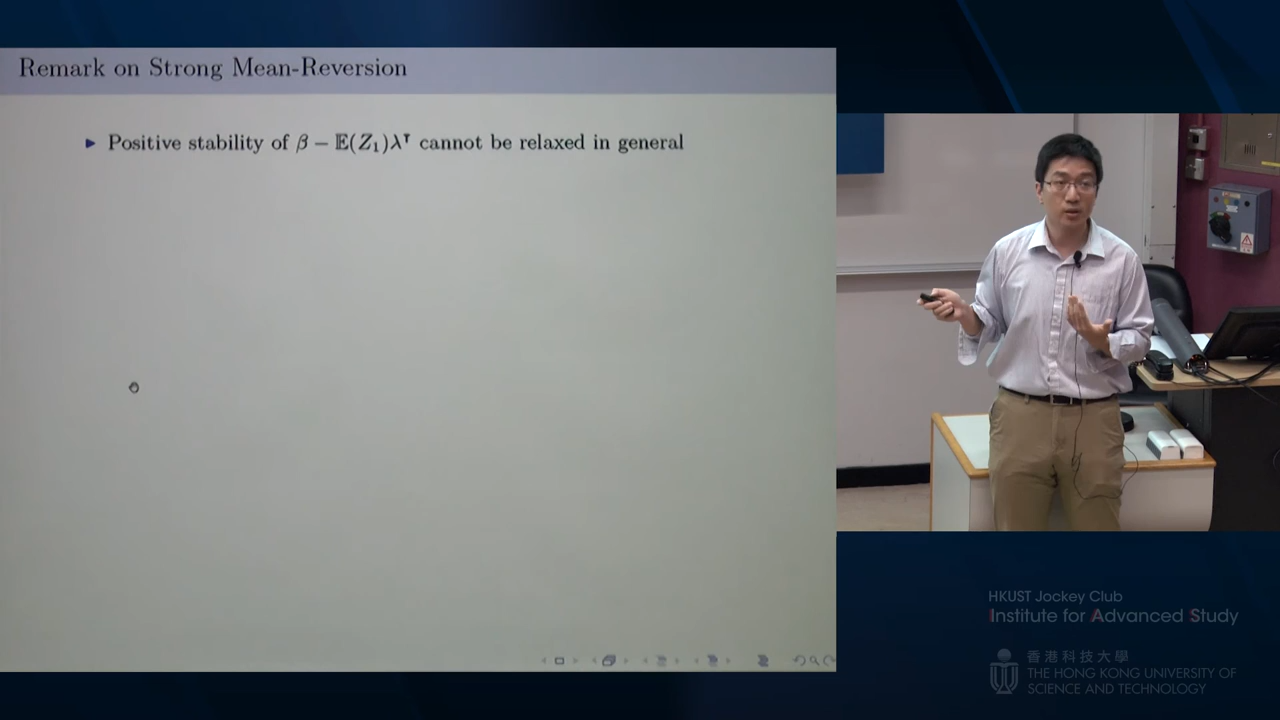 Remark on Strong Mean-Reversion
Positive stability of β − 𝔼(Z₁)λᵀ cannot be relaxed in general
HKUST Jockey Club
Institute for Advanced Study
香港科技大學
THE HONG KONG UNIVERSITY OF
SCIENCE AND TECHNOLOGY